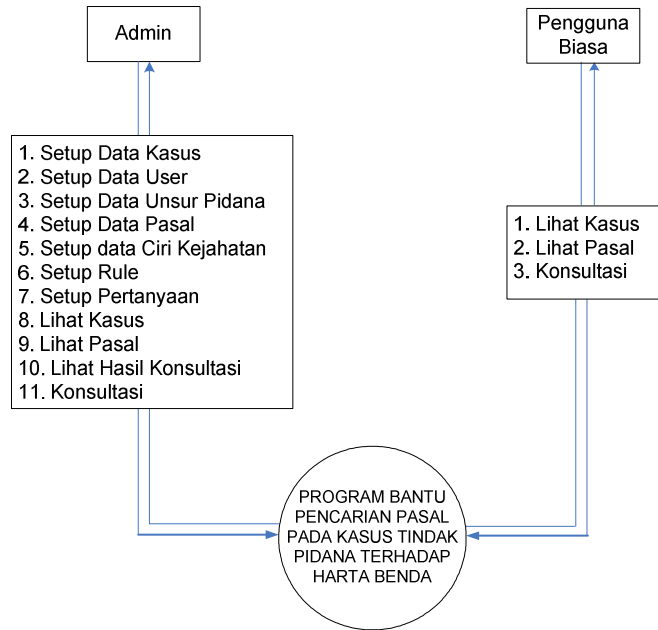 Admin
Pengguna
Biasa
1. Setup Data Kasus
2. Setup Data User
3. Setup Data Unsur Pidana
4. Setup Data Pasal
5. Setup data Ciri Kejahatan
6. Setup Rule
7. Setup Pertanyaan
8. Lihat Kasus
9. Lihat Pasal
10. Lihat Hasil Konsultasi
11. Konsultasi
1. Lihat Kasus
2. Lihat Pasal
3. Konsultasi
PROGRAM BANTU
PENCARIAN PASAL
PADA KASUS TINDAK
PIDANA TERHADAP
HARTA BENDA